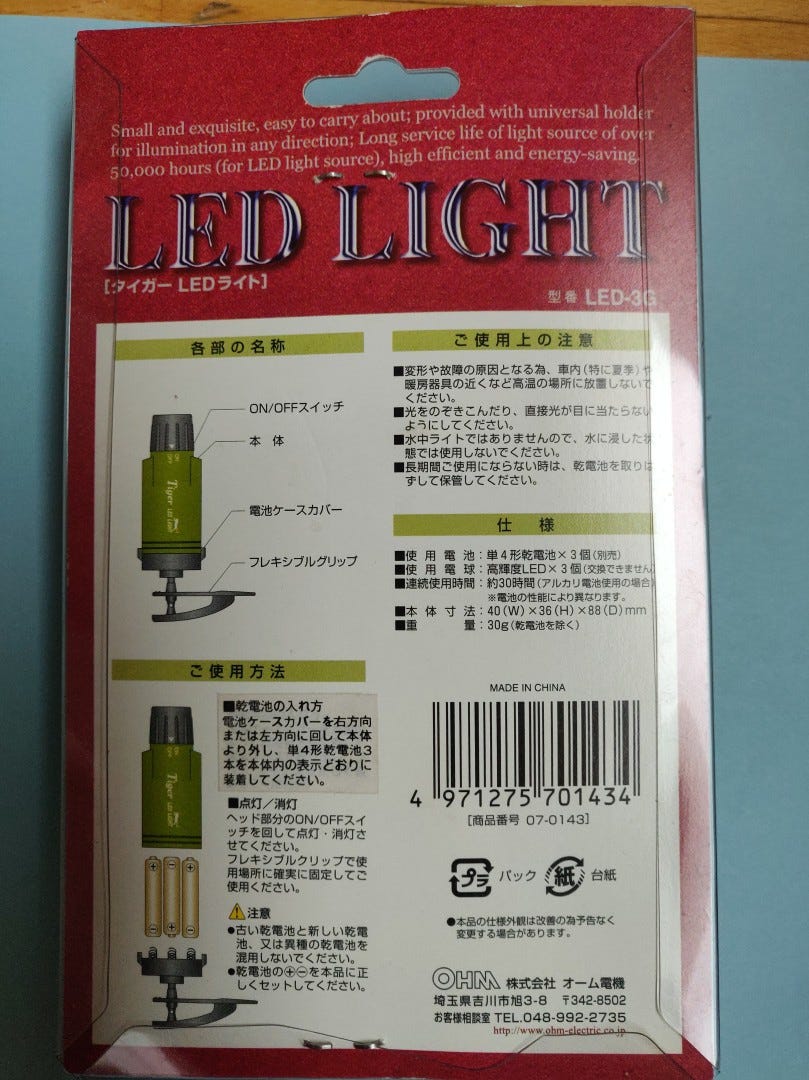 Small and exquisite, easy to carry about; provided with universal holder
for illumination in any direction; Long service life of light source of over
50,000 hours (for LED light source), high efficient and energy-saving.
LED LIGHT
[タイガー LEDライト]
型番 LED-3G
各部の名称
ON/OFFスイッチ
本体
電池ケースカバー
フレキシブルグリップ
ON
OFF
Tiger LED LIGHT
ご使用方法
■乾電池の入れ方
電池ケースカバーを右方向
または左方向に回して本体
より外し、単4形乾電池3
本を本体内の表示どおりに
装着してください。
■点灯/消灯
ヘッド部分のON/OFFスイ
ッチを回して点灯・消灯さ
せてください。
フレキシブルクリップで使
用場所に確実に固定してご
使用ください。
⚠注意
●古い乾電池と新しい乾電
池、又は異種の乾電池を
混用しないでください。
●乾電池の⊕⊖を本品に正
しくセットしてください。
ON
OFF
Tiger LED LIGHT
ご使用上の注意
■変形や故障の原因となる為、車内(特に夏季)や
暖房器具の近くなど高温の場所に放置しないで
ください。
■光をのぞきこんだり、直接光が目に当たらない
ようにしてください。
■水中ライトではありませんので、水に浸した状
態では使用しないでください。
■長期間ご使用にならない時は、乾電池を取りは
ずして保管してください。
仕様
■使用電池:単4形乾電池×3個(別売)
■使用電球:高輝度LED×3個(交換できません)
■連続使用時間:約30時間(アルカリ電池使用の場合)
※電池の性能により異なります。
■本体寸法:40(W)×36(H)×88(D)mm
■重量:30g(乾電池を除く)
MADE IN CHINA
4 971275 701434
[商品番号 07-0143]
プラ パック 紙 台紙
●本品の仕様外観は改善の為予告なく
変更する場合があります。
OHM 株式会社 オーム電機
埼玉県吉川市旭3-8 〒342-8502
お客様相談室 TEL.048-992-2735
http://www.ohm-electric.co.jp